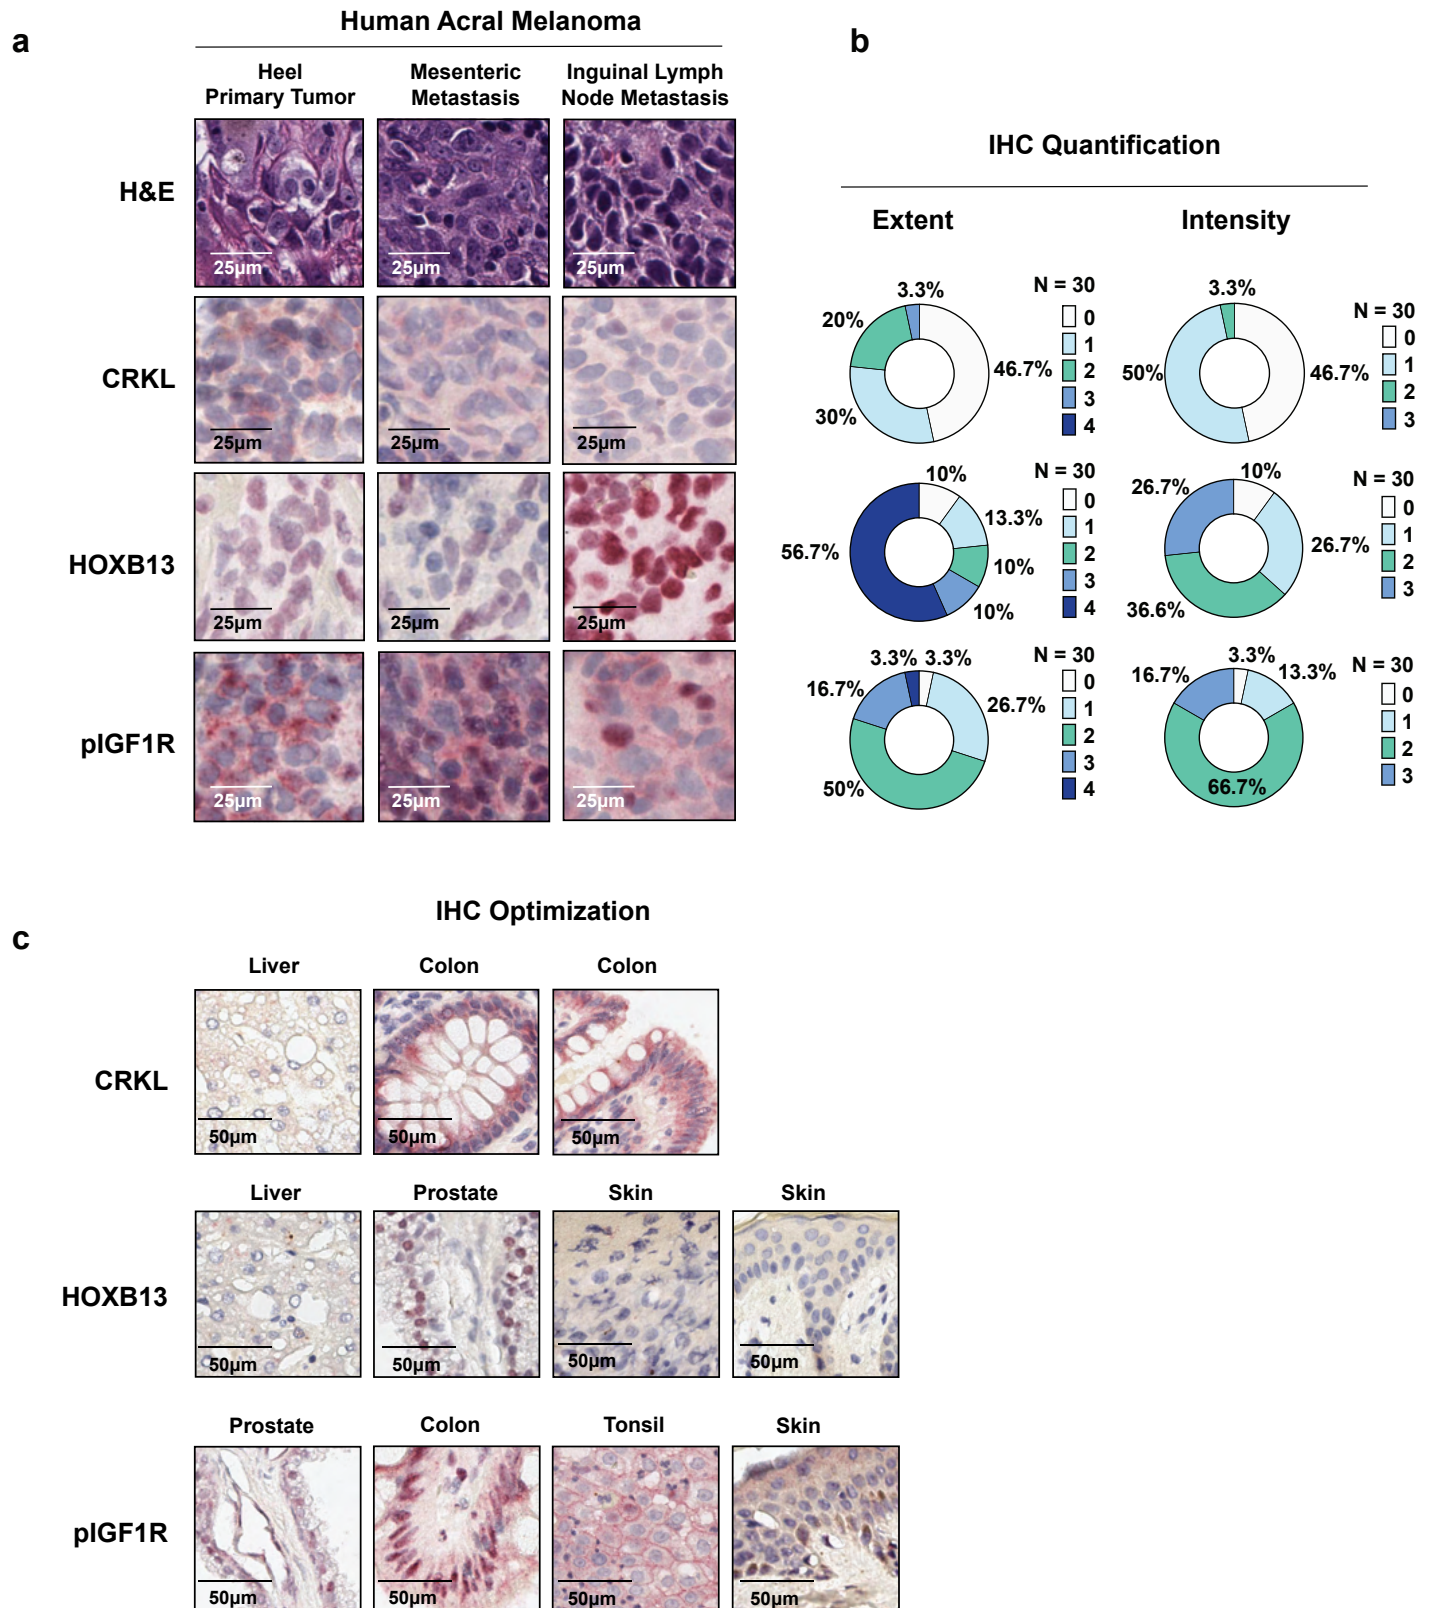 a
Human Acral Melanoma
Heel
Primary Tumor
Mesenteric
Metastasis
Inguinal Lymph
Node Metastasis
H&E
25µm
25µm
25µm
CRKL
25µm
25µm
25µm
HOXB13
25µm
25µm
25µm
pIGF1R
25µm
25µm
25µm
b
IHC Quantification
Extent
Intensity
3.3%
20%
46.7%
30%
N = 30
0
1
2
3
4
3.3%
50%
46.7%
N = 30
0
1
2
3
10%
13.3%
56.7%
10%
10%
N = 30
0
1
2
3
4
10%
26.7%
26.7%
36.6%
N = 30
0
1
2
3
3.3%
3.3%
16.7%
26.7%
50%
N = 30
0
1
2
3
4
3.3%
13.3%
16.7%
66.7%
N = 30
0
1
2
3
c
IHC Optimization
Liver
Colon
Colon
CRKL
50µm
50µm
50µm
Liver
Prostate
Skin
Skin
HOXB13
50µm
50µm
50µm
50µm
Prostate
Colon
Tonsil
Skin
pIGF1R
50µm
50µm
50µm
50µm